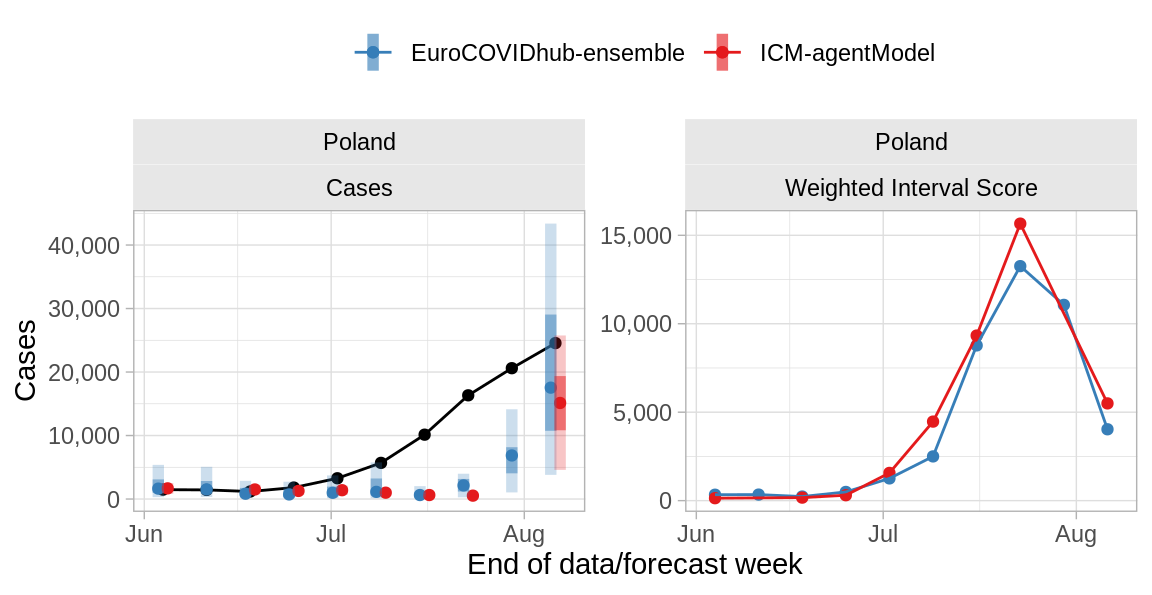 EuroCOVIDhub-ensemble ICM-agentModel
Poland
Cases
40,000
30,000
20,000
10,000
0
Cases
Jun Jul Aug
Poland
Weighted Interval Score
15,000
10,000
5,000
0
Jun Jul Aug
End of data/forecast week